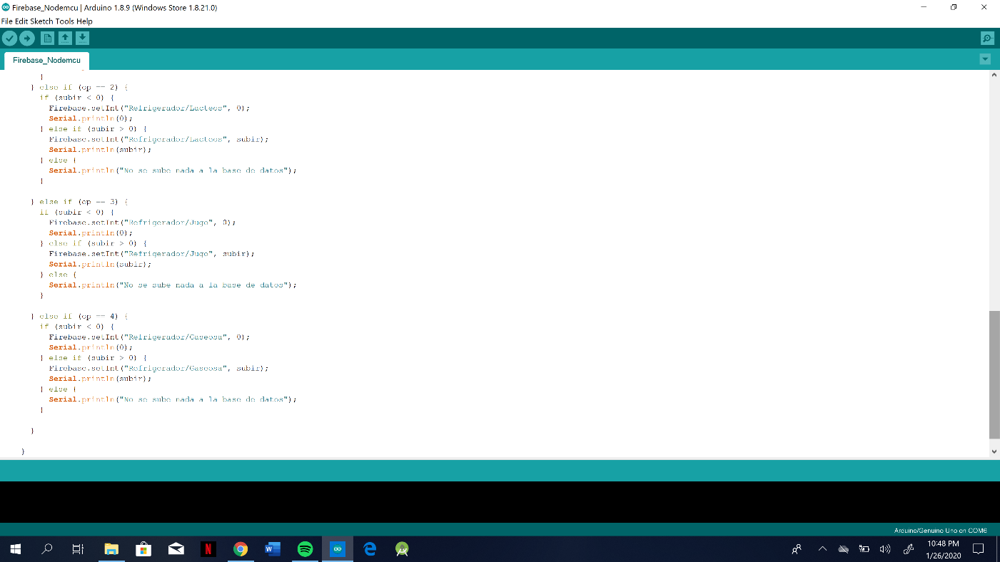 Firebase_Nodemcu | Arduino 1.8.9 (Windows Store 1.8.21.0)
File Edit Sketch Tools Help
Firebase_Nodemcu
}
} else if (op == 2) {
if (subir < 0) {
Firebase.setInt("Refrigerador/Lacteos", 0);
Serial.println(0);
} else if (subir > 0) {
Firebase.setInt("Refrigerador/Lacteos", subir);
Serial.println(subir);
} else {
Serial.println("No se sube nada a la base de datos");
}
} else if (op == 3) {
if (subir < 0) {
Firebase.setInt("Refrigerador/Jugo", 0);
Serial.println(0);
} else if (subir > 0) {
Firebase.setInt("Refrigerador/Jugo", subir);
Serial.println(subir);
} else {
Serial.println("No se sube nada a la base de datos");
}
} else if (op == 4) {
if (subir < 0) {
Firebase.setInt("Refrigerador/Gaseosa", 0);
Serial.println(0);
} else if (subir > 0) {
Firebase.setInt("Refrigerador/Gaseosa", subir);
Serial.println(subir);
} else {
Serial.println("No se sube nada a la base de datos");
}
}
}
Arduino/Genuino Uno on COM6
10:48 PM
1/26/2020